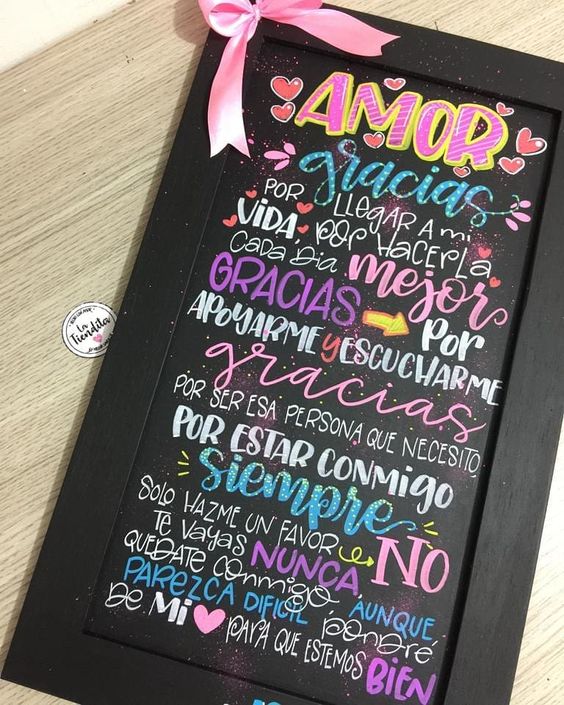 AMOR
gracias
POR LLEGAR A mi
VIDA, POR HACERLA
CADA DIA mejor
GRACIAS POR
APOYARME y ESCUCHARME
gracias
POR SER ESA PERSONA QUE NECESITO
POR ESTAR CONMIGO
siempre
SOLO HAZME UN FAVOR NO
TE VAYAS NUNCA,
QUEDATE CONMIGO, AUNQUE
PAREZCA DIFICIL, PONDRÉ
DE MI PARA QUE ESTEMOS BIEN
La Tiendita